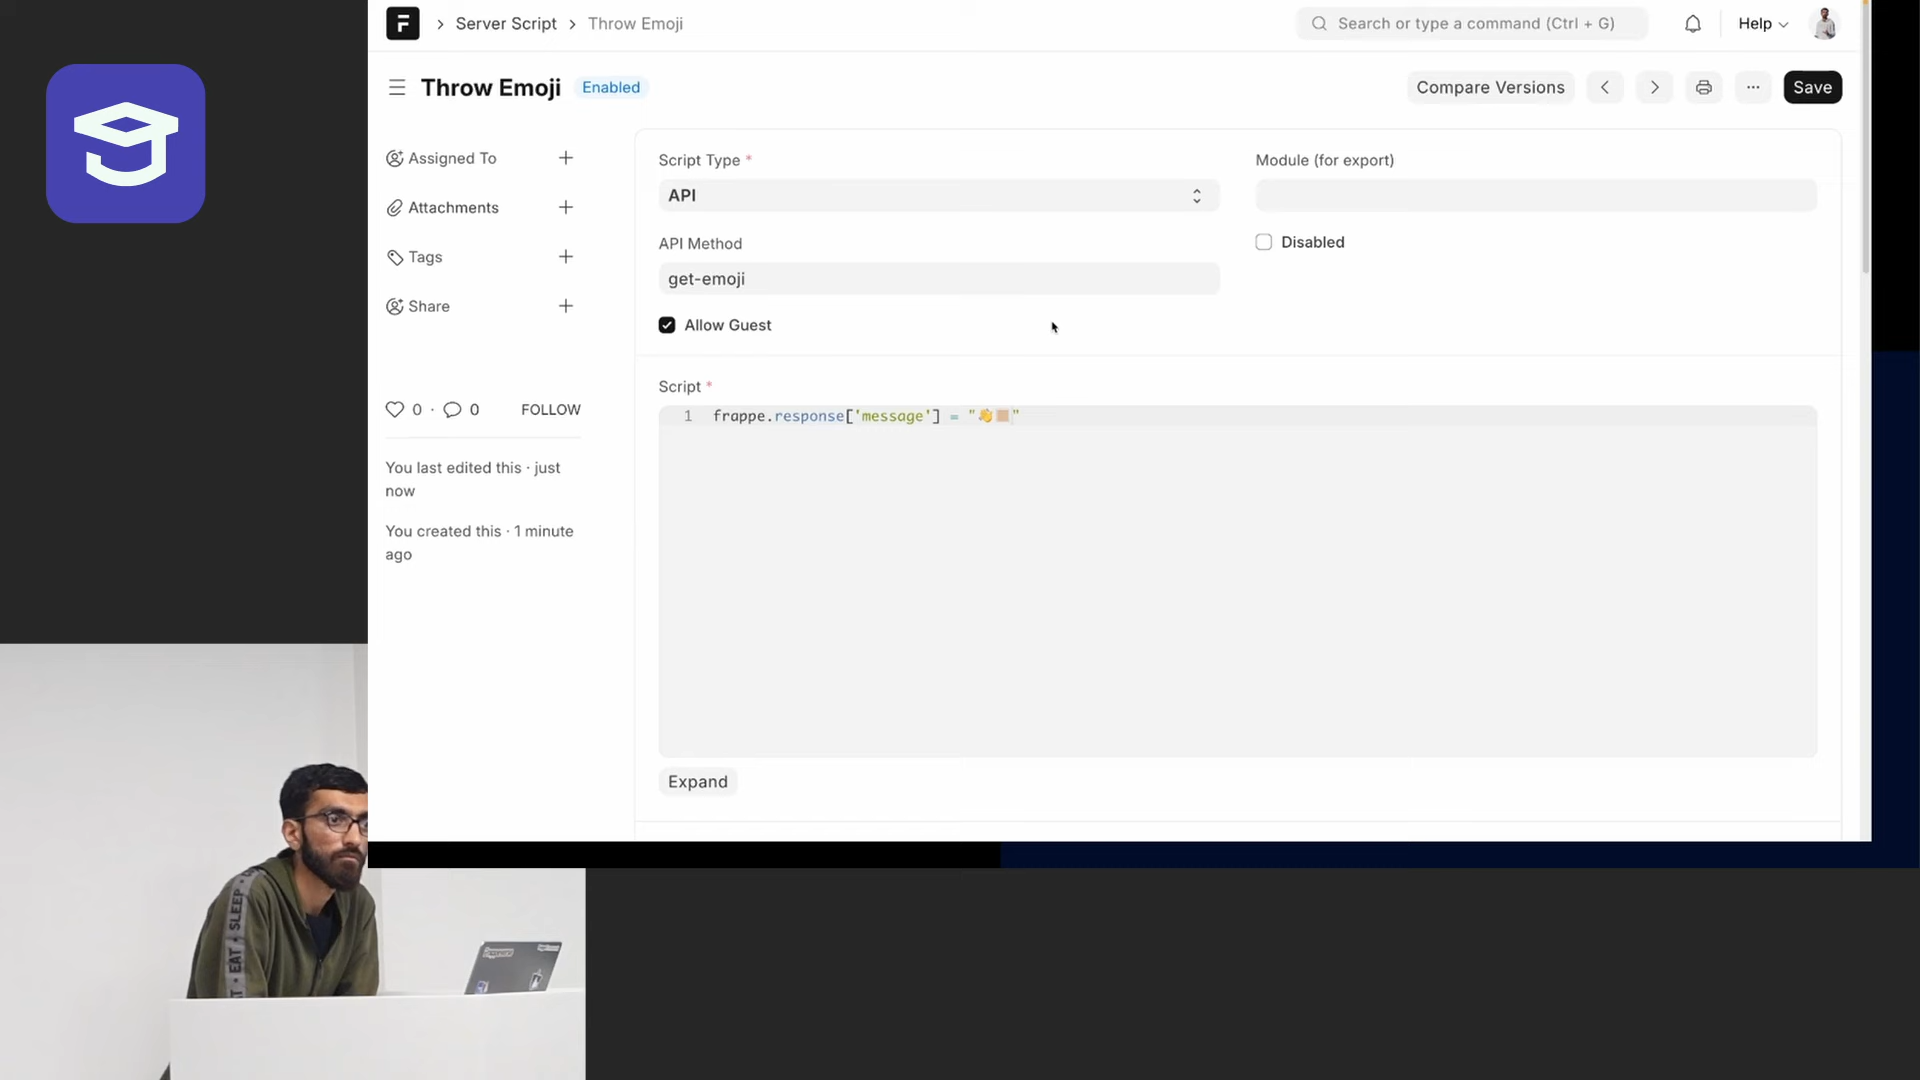 Server Script
Throw Emoji
Search or type a command (Ctrl + G)
Help
Throw Emoji
Enabled
Compare Versions
Save
Assigned To
Attachments
Tags
Share
0 · 0 FOLLOW
You last edited this · just
now
You created this · 1 minute
ago
Script Type *
API
API Method
get-emoji
Allow Guest
Module (for export)
Disabled
Script *
1 frappe.response['message'] = "👋🏼"
Expand
EAT • SLEEP